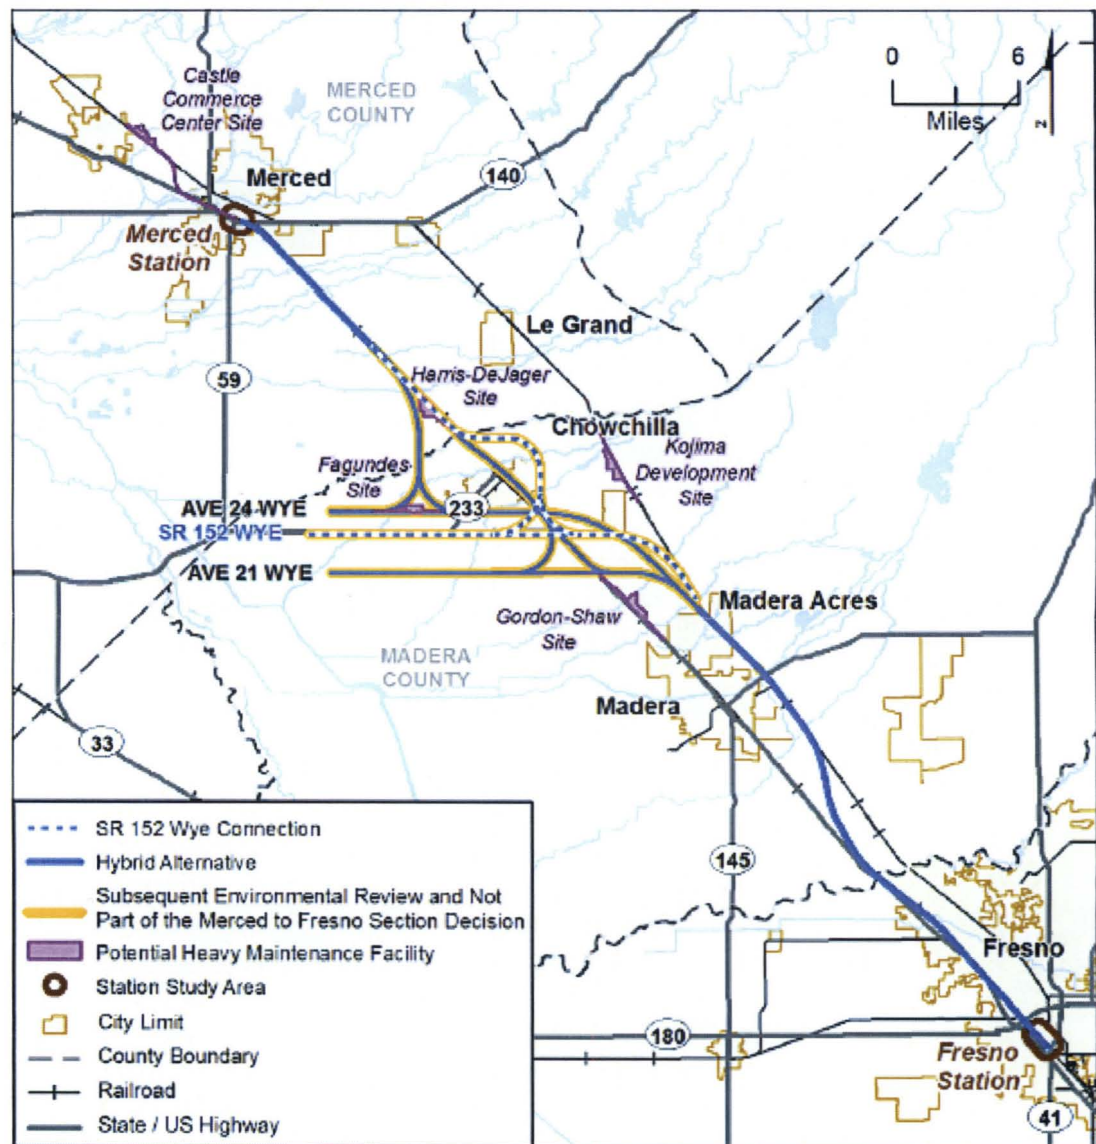 Castle
Commerce
Center Site
MERCED
COUNTY
0 6
Miles
N
Merced
140
Merced
Station
59
Le Grand
Harris-DeJager
Site
Chowchilla
Kojima
Development
Site
Fagundes
Site
AVE 24 WYE
233
SR 152 WYE
AVE 21 WYE
Madera Acres
Gordon-Shaw
Site
MADERA
COUNTY
Madera
33
145
Fresno
180
Fresno
Station
41
SR 152 Wye Connection
Hybrid Alternative
Subsequent Environmental Review and Not
Part of the Merced to Fresno Section Decision
Potential Heavy Maintenance Facility
Station Study Area
City Limit
County Boundary
Railroad
State / US Highway